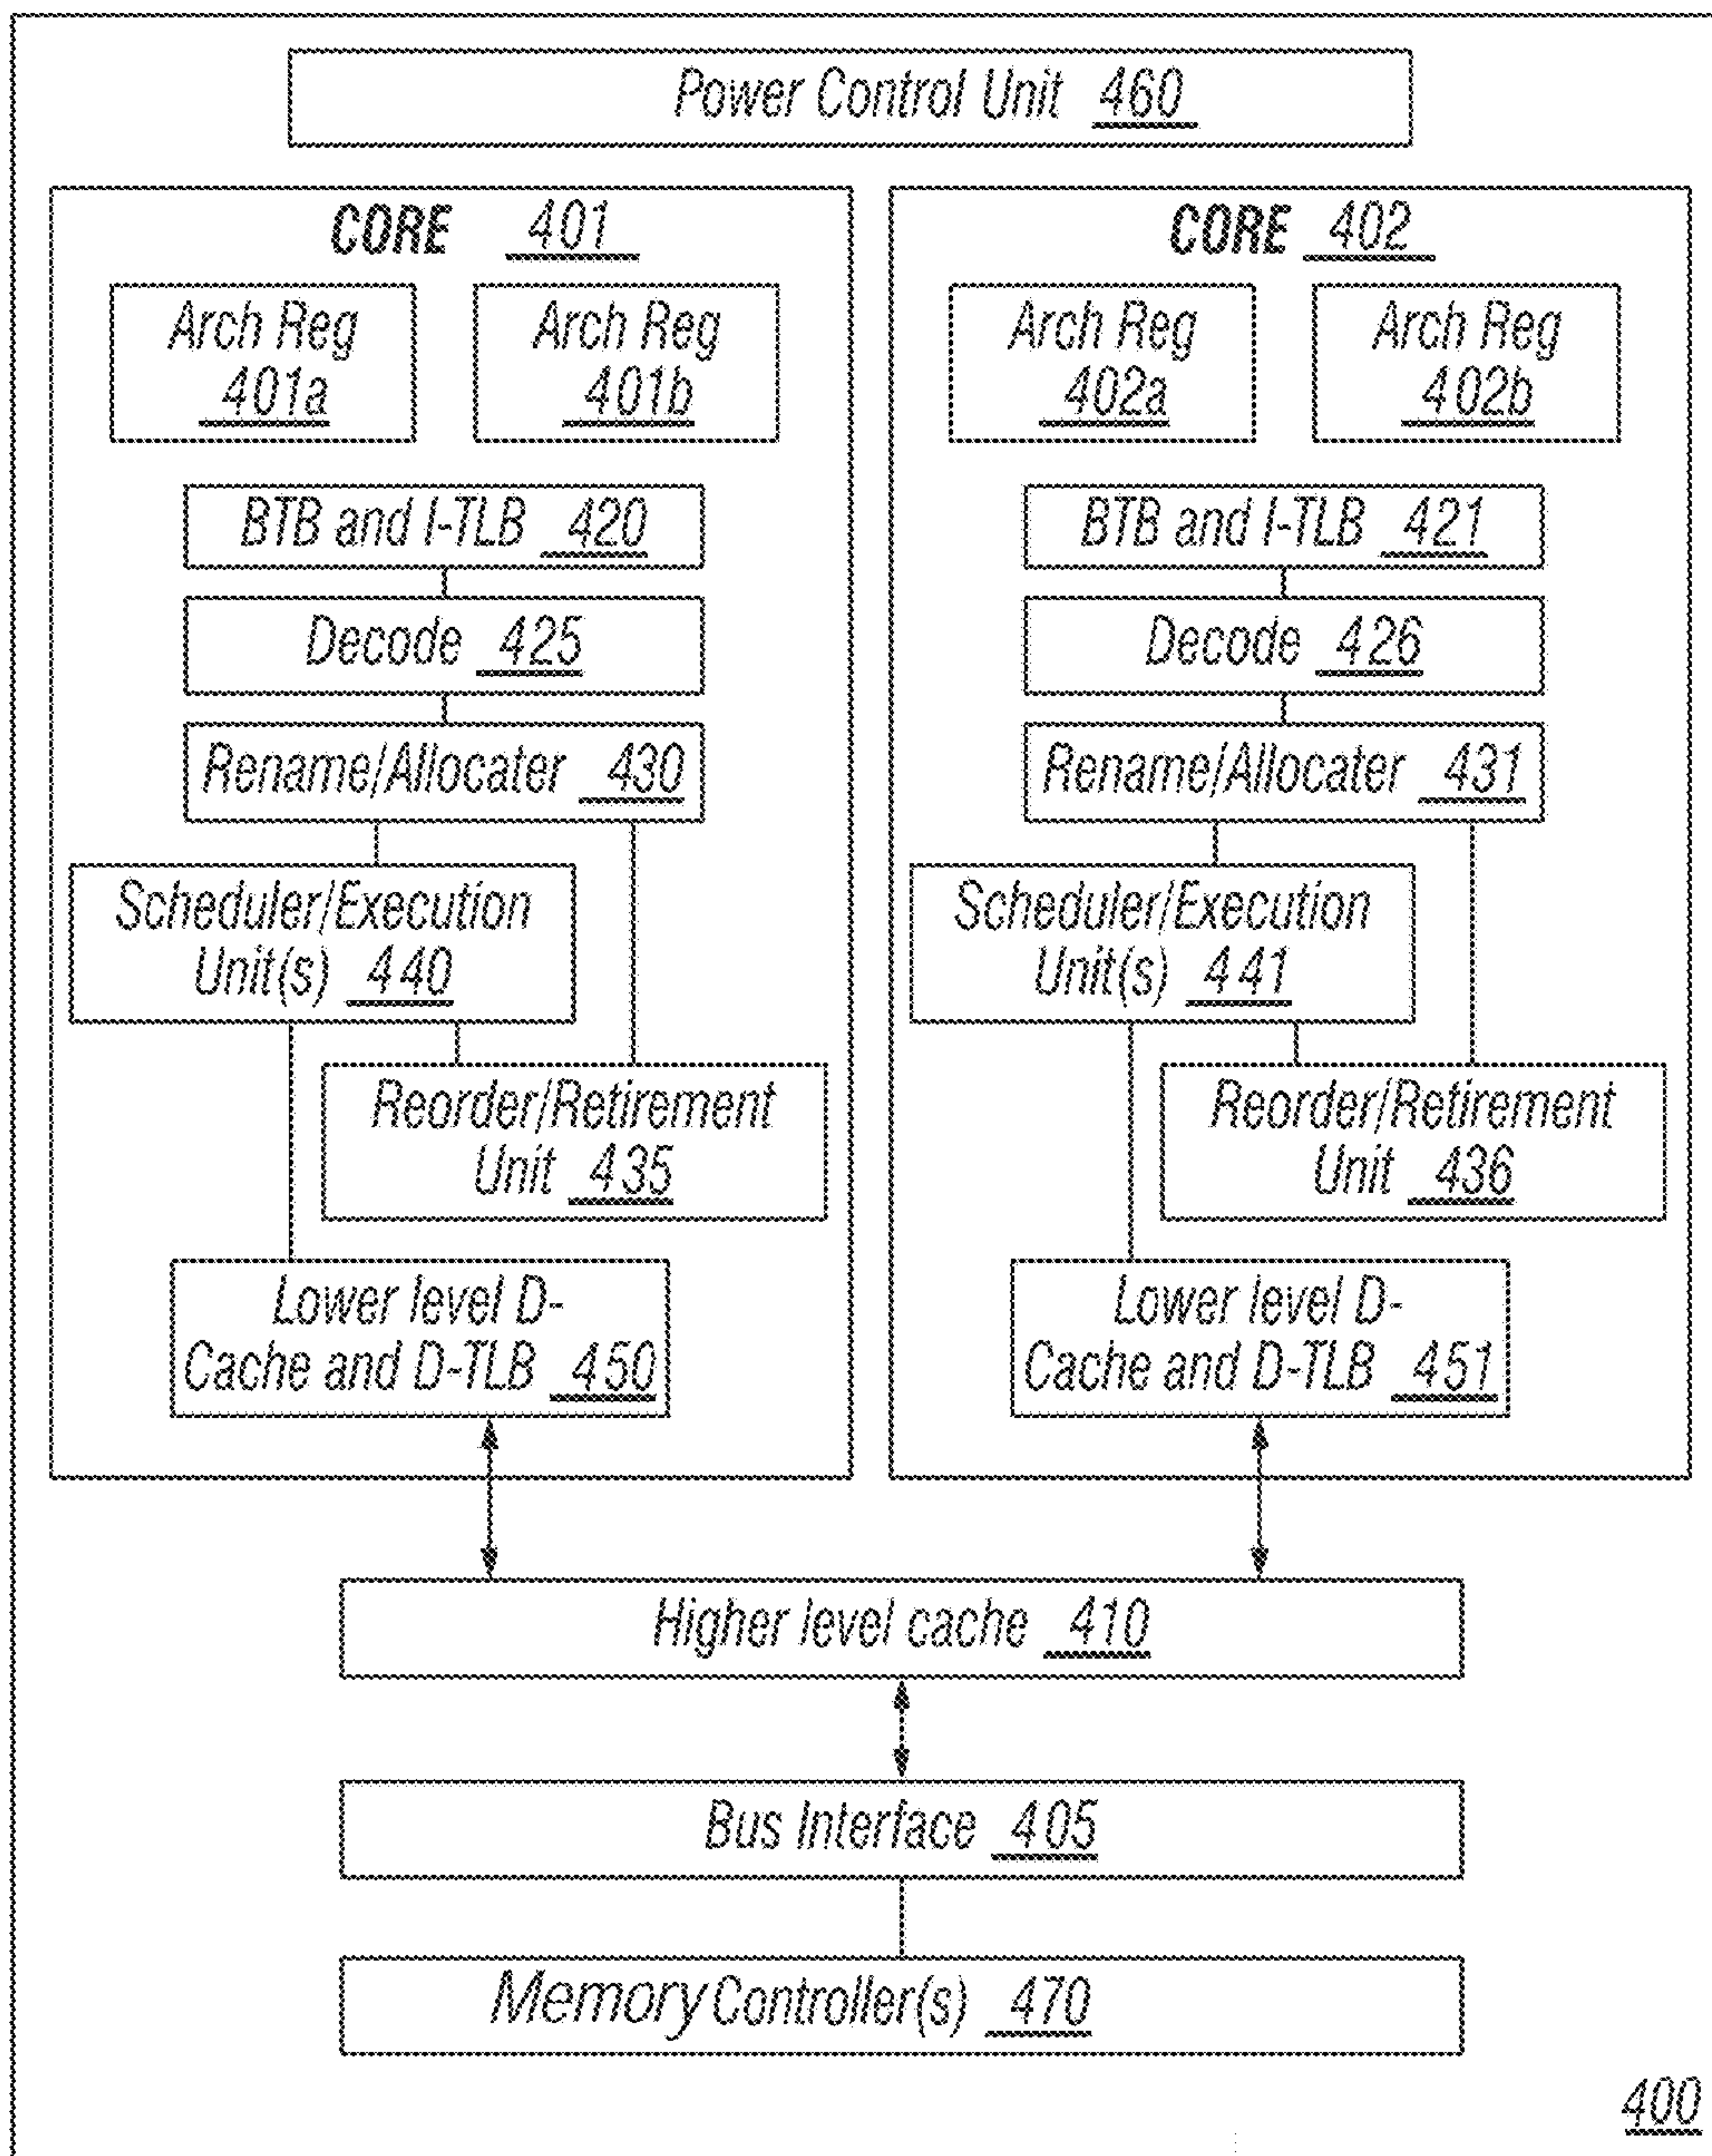 Power Control Unit 460
CORE 401
Arch Reg
401a
Arch Reg
401b
BTB and I-TLB 420
Decode 425
Rename/Allocater 430
Scheduler/Execution
Unit(s) 440
Reorder/Retirement
Unit 435
Lower level D-
Cache and D-TLB 450
CORE 402
Arch Reg
402a
Arch Reg
402b
BTB and I-TLB 421
Decode 426
Rename/Allocater 431
Scheduler/Execution
Unit(s) 441
Reorder/Retirement
Unit 436
Lower level D-
Cache and D-TLB 451
Higher level cache 410
Bus Interface 405
Memory Controller(s) 470
400